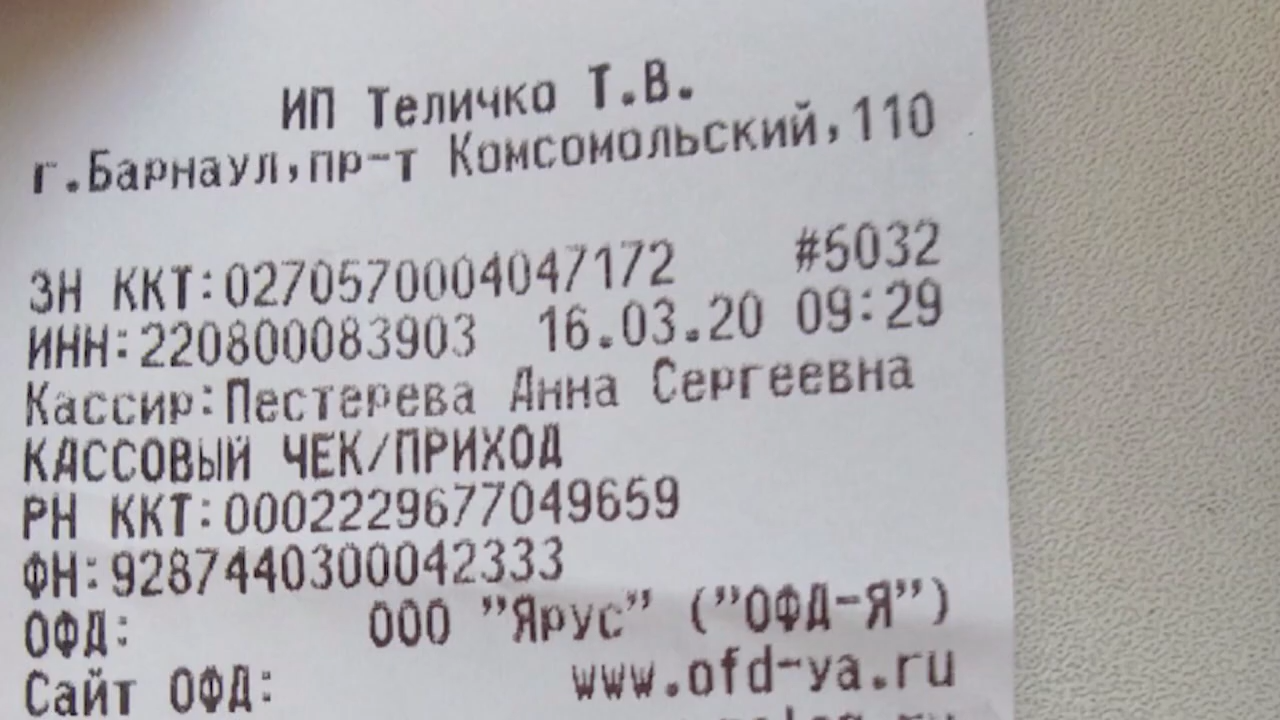 ИП Теличко Т.В.
г.Барнаул,пр-т Комсомольский,110
ЗН ККТ:0270570004047172 #5032
ИНН:220800083903 16.03.20 09:29
Кассир:Пестерева Анна Сергеевна
КАССОВЫЙ ЧЕК/ПРИХОД
РН ККТ:0002229677049659
ФН:9287440300042333
ОФД: ООО "Ярус" ("ОФД-Я")
Сайт ОФД: www.ofd-ya.ru